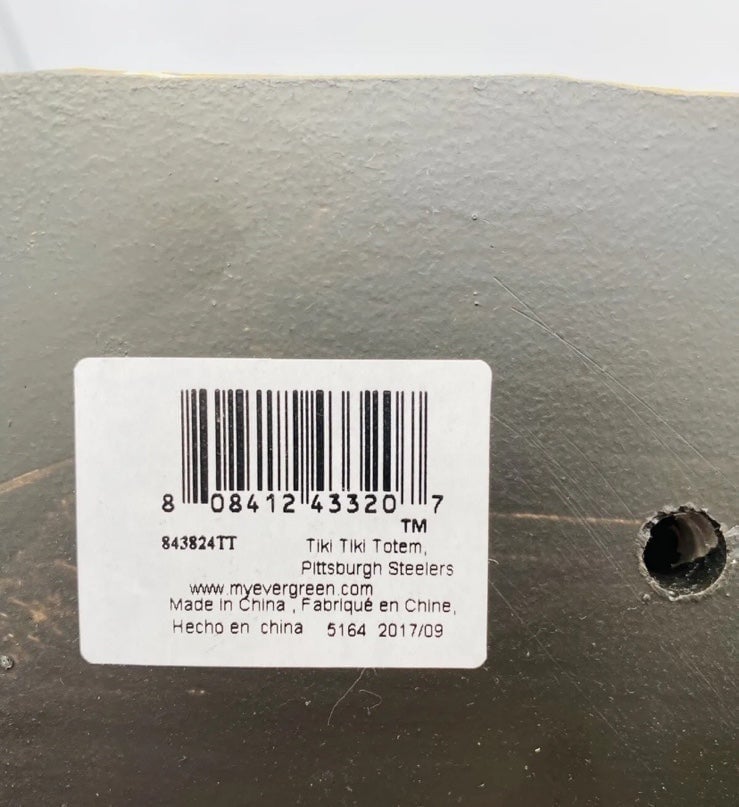 8 08412 43320 7
TM
843824TT Tiki Tiki Totem,
Pittsburgh Steelers
www.myevergreen.com
Made in China , Fabriqué en Chine,
Hecho en china 5164 2017/09